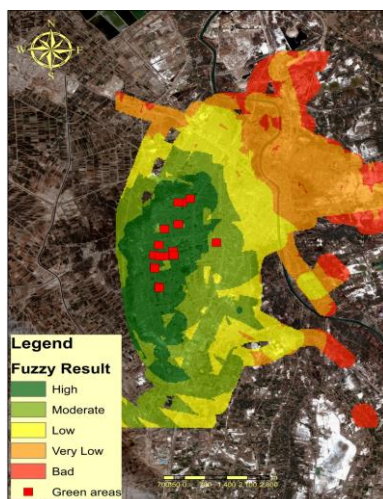 N
W E
S
Legend
Fuzzy Result
High
Moderate
Low
Very Low
Bad
Green areas